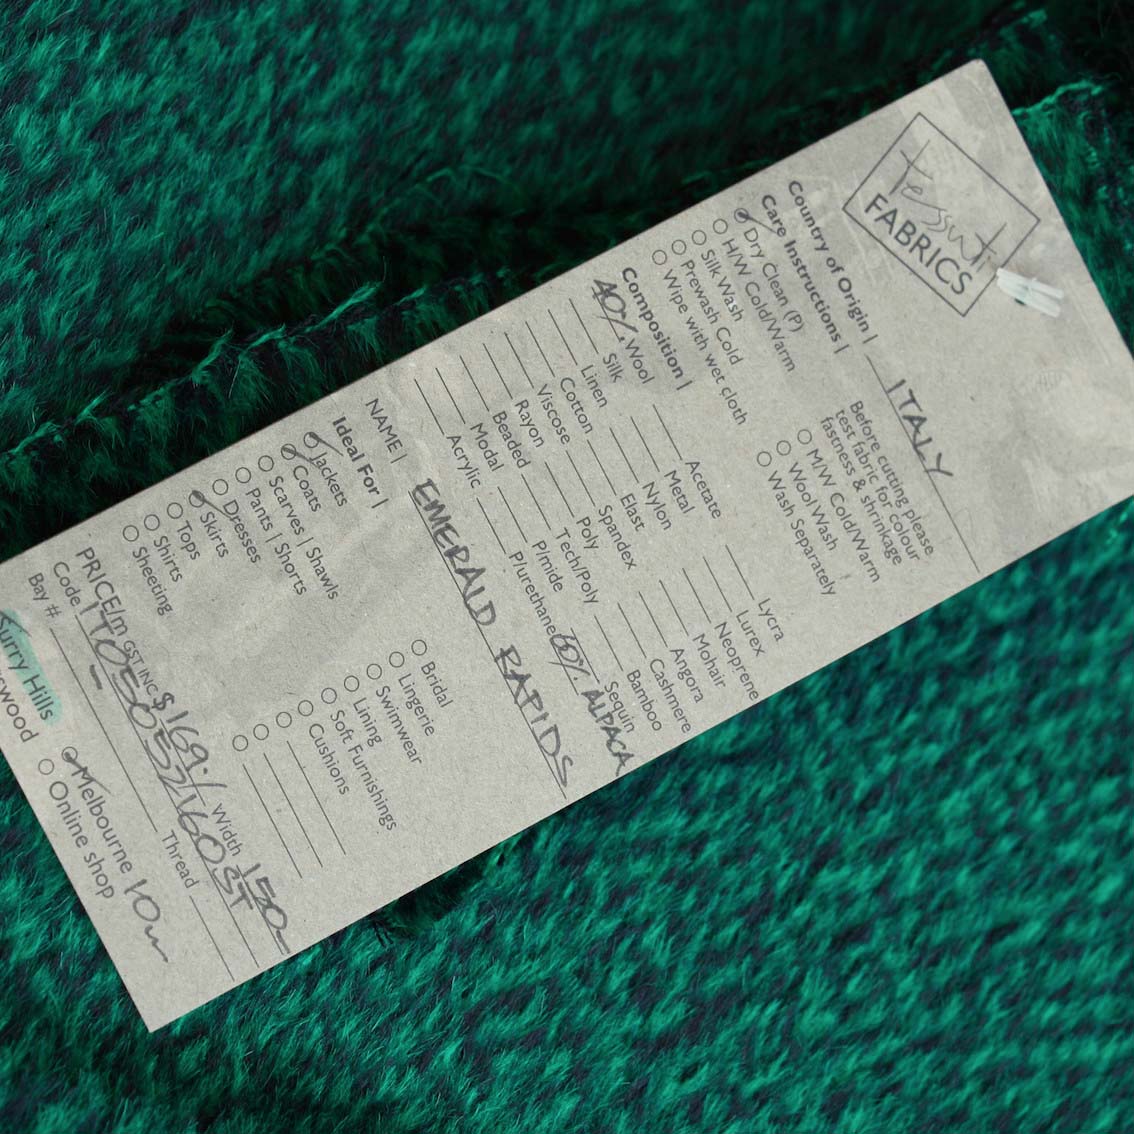 Tessuti
FABRICS
Country of Origin | ITALY
Care Instructions |
Dry Clean (P)
H/W Cold/Warm
Silk Wash
Prewash Cold
Wipe with wet cloth
Before cutting please
test fabric for colour
fastness & shrinkage
M/W Cold/Warm
Wool Wash
Wash Separately
Composition |
40% Wool Acetate Lycra
Silk Metal Lurex
Linen Nylon Neoprene
Cotton Elast Mohair
Viscose Spandex Angora
Rayon Poly Cashmere
Beaded Tech/Poly Bamboo
Modal P/mide Sequin
Acrylic P/urethane 60% ALPACA
NAME | EMERALD RAPIDS
Ideal For |
Jackets
Coats
Scarves | Shawls
Pants | Shorts
Dresses
Skirts
Tops
Shirts
Sheeting
Bridal
Lingerie
Swimwear
Lining
Soft Furnishings
Cushions
PRICE/m GST INC $169. Width 150
Code
Bay # Thread
Surry Hills Melbourne 10m
swood Online shop